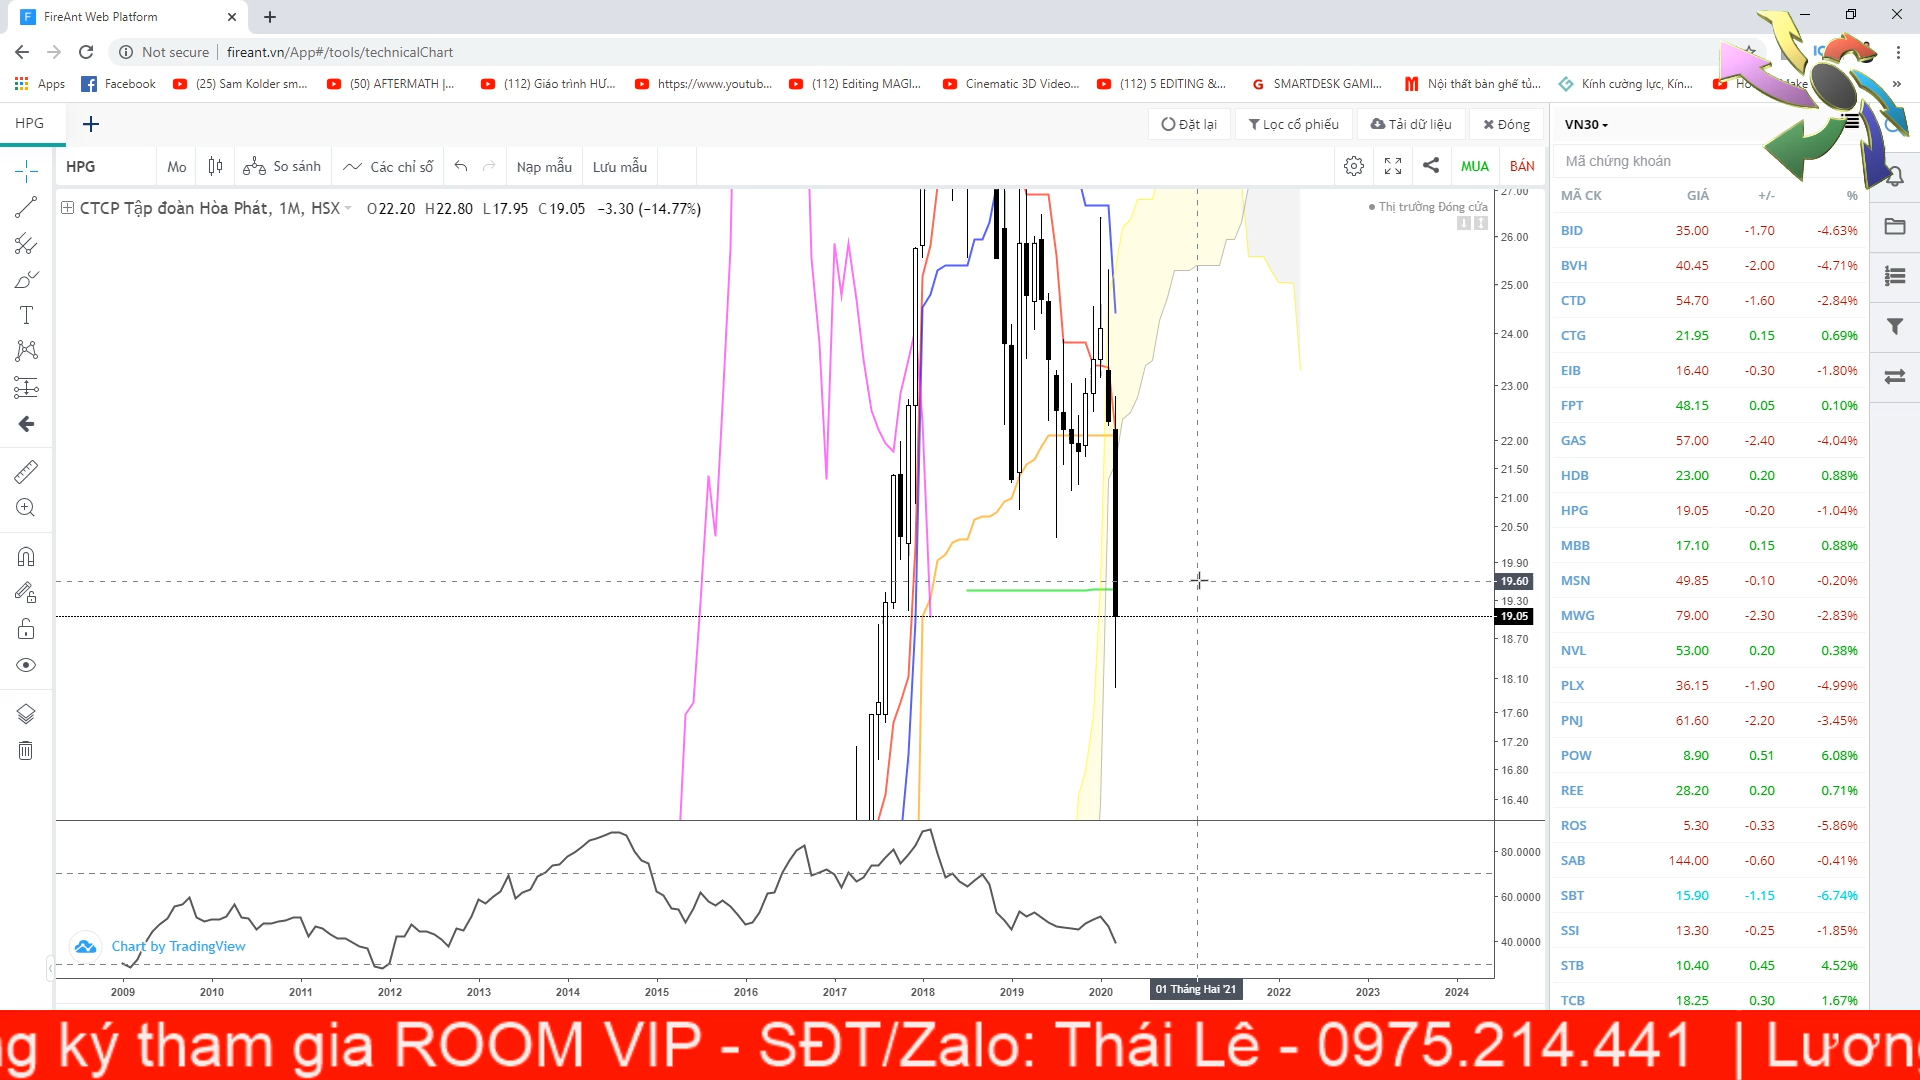 FireAnt Web Platform
Not secure | fireant.vn/App#/tools/technicalChart
Apps Facebook (25) Sam Kolder sm... (50) AFTERMATH |... (112) Giáo trình HƯ... https://www.youtub... (112) Editing MAGI... Cinematic 3D Video... (112) 5 EDITING &... SMARTDESK GAMI... Nội thất bàn ghế tủ... Kính cường lực, Kín...
HPG Đặt lại Lọc cổ phiếu Tải dữ liệu Đóng VN30
HPG Mo So sánh Các chỉ số Nạp mẫu Lưu mẫu MUA BÁN Mã chứng khoán
CTCP Tập đoàn Hòa Phát, 1M, HSX O22.20 H22.80 L17.95 C19.05 −3.30 (−14.77%)
Thị trường Đóng cửa
27.00
26.00
25.00
24.00
23.00
22.00
21.50
21.00
20.50
19.90
19.60
19.30
19.05
18.70
18.10
17.60
17.20
16.80
16.40
80.0000
60.0000
40.0000
Chart by TradingView
2009 2010 2011 2012 2013 2014 2015 2016 2017 2018 2019 2020 01 Tháng Hai '21 2022 2023 2024
MÃ CK GIÁ +/- %
BID 35.00 -1.70 -4.63%
BVH 40.45 -2.00 -4.71%
CTD 54.70 -1.60 -2.84%
CTG 21.95 0.15 0.69%
EIB 16.40 -0.30 -1.80%
FPT 48.15 0.05 0.10%
GAS 57.00 -2.40 -4.04%
HDB 23.00 0.20 0.88%
HPG 19.05 -0.20 -1.04%
MBB 17.10 0.15 0.88%
MSN 49.85 -0.10 -0.20%
MWG 79.00 -2.30 -2.83%
NVL 53.00 0.20 0.38%
PLX 36.15 -1.90 -4.99%
PNJ 61.60 -2.20 -3.45%
POW 8.90 0.51 6.08%
REE 28.20 0.20 0.71%
ROS 5.30 -0.33 -5.86%
SAB 144.00 -0.60 -0.41%
SBT 15.90 -1.15 -6.74%
SSI 13.30 -0.25 -1.85%
STB 10.40 0.45 4.52%
TCB 18.25 0.30 1.67%
ng ký tham gia ROOM VIP - SĐT/Zalo: Thái Lê - 0975.214.441 | Lươn